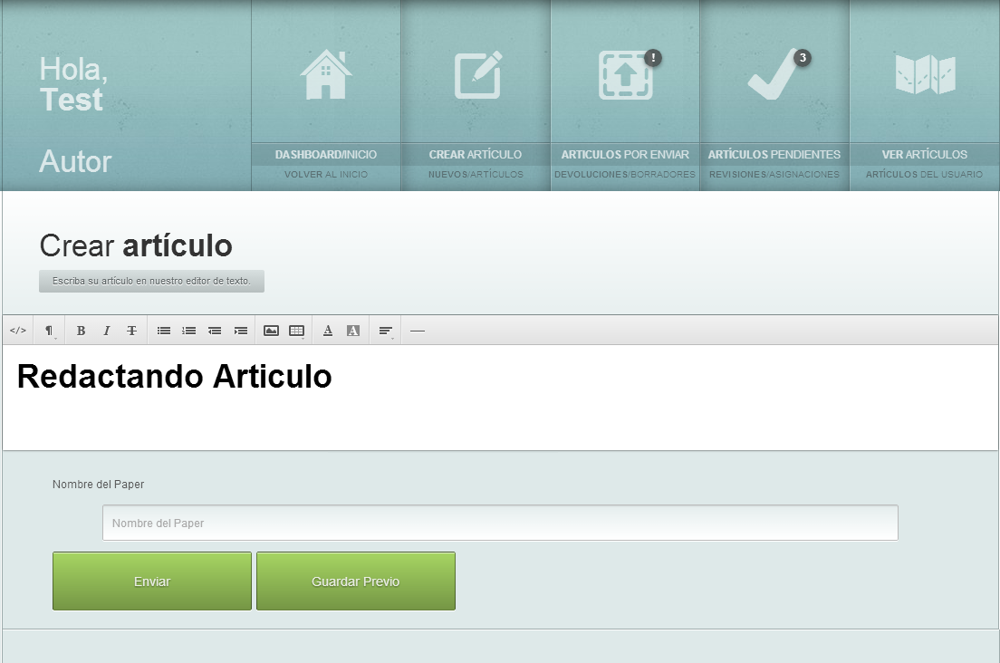 Hola,
Test
Autor
!
3
DASHBOARD/INICIO
VOLVER AL INICIO
CREAR ARTÍCULO
NUEVOS/ARTÍCULOS
ARTICULOS POR ENVIAR
DEVOLUCIONES/BORRADORES
ARTÍCULOS PENDIENTES
REVISIONES/ASIGNACIONES
VER ARTÍCULOS
ARTÍCULOS DEL USUARIO
Crear artículo
Escriba su artículo en nuestro editor de texto.
</> ¶ B I T A A
Redactando Articulo
Nombre del Paper
Nombre del Paper
Enviar
Guardar Previo